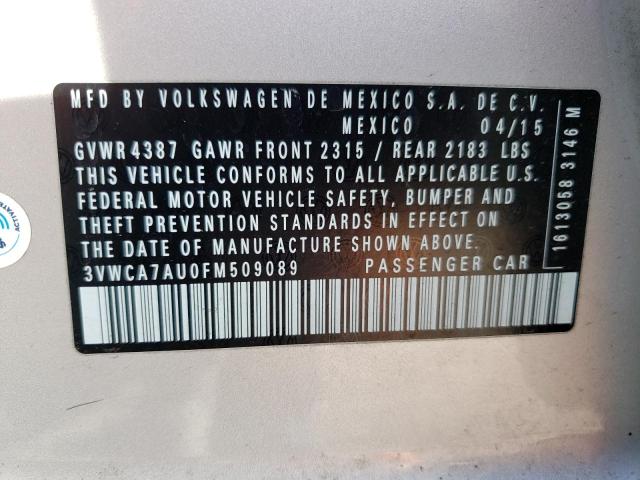 MFD BY VOLKSWAGEN DE MEXICO S.A. DE C.V.
MEXICO 04/15
GVWR 4387 GAWR FRONT 2315 / REAR 2183 LBS
THIS VEHICLE CONFORMS TO ALL APPLICABLE U.S.
FEDERAL MOTOR VEHICLE SAFETY, BUMPER AND
THEFT PREVENTION STANDARDS IN EFFECT ON
THE DATE OF MANUFACTURE SHOWN ABOVE.
3VWCA7AU0FM509089 PASSENGER CAR
1613058 3146 M